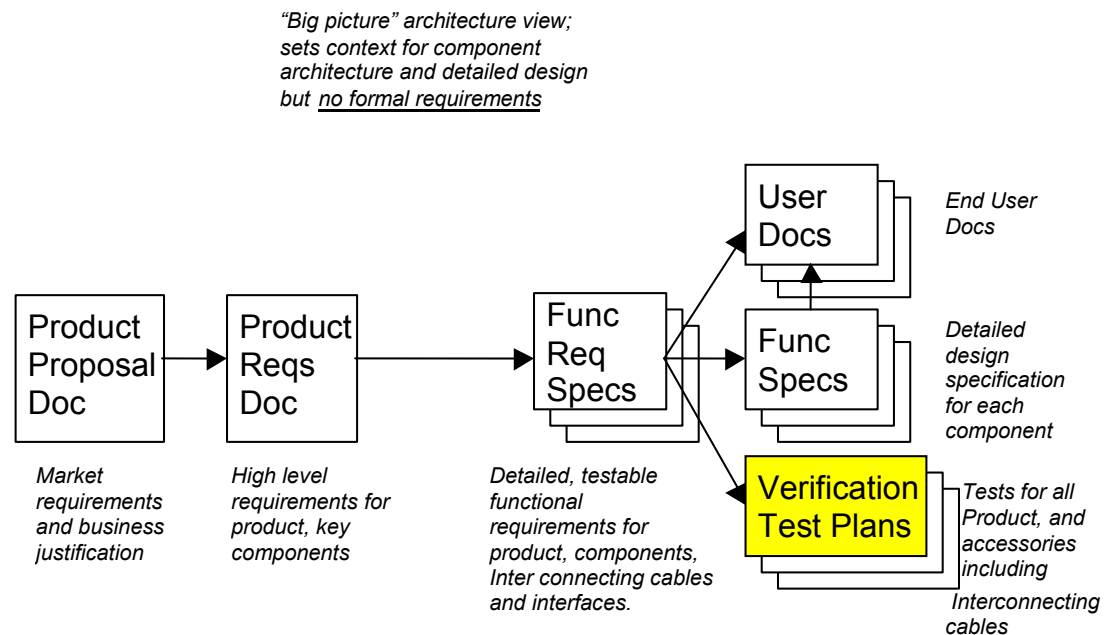 “Big picture” architecture view;
sets context for component
architecture and detailed design
but no formal requirements
User
Docs
End User
Docs
Product
Proposal
Doc
Product
Reqs
Doc
Func
Req
Specs
Func
Specs
Detailed
design
specification
for each
component
Market
requirements
and business
justification
High level
requirements for
product, key
components
Detailed, testable
functional
requirements for
product, components,
Inter connecting cables
and interfaces.
Verification
Test Plans
Tests for all
Product, and
accessories
including
Interconnecting
cables